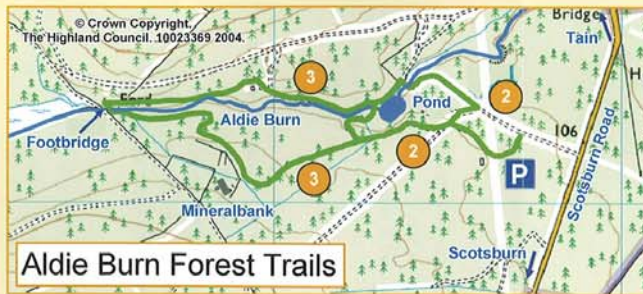 © Crown Copyright.
The Highland Council. 10023369 2004.
Bridge
Tain
3
2
Ford
Pond
Aldie Burn
Footbridge
106
2
3
P
Scotsburn Road
Mineralbank
Scotsburn
H
Aldie Burn Forest Trails